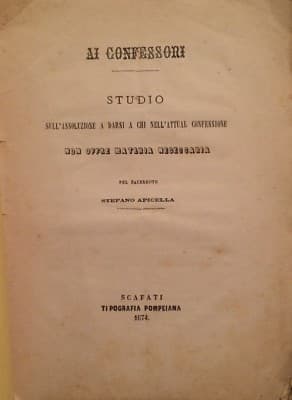 AI CONFESSORI
STUDIO
SULL'ASSOLUZIONE A DARSI A CHI NELL'ATTUAL CONFESSIONE
NON OFFRE MATERIA NECESSARIA
PEL SACERDOTE
STEFANO APICELLA
SCAFATI
TIPOGRAFIA POMPEIANA
1874.